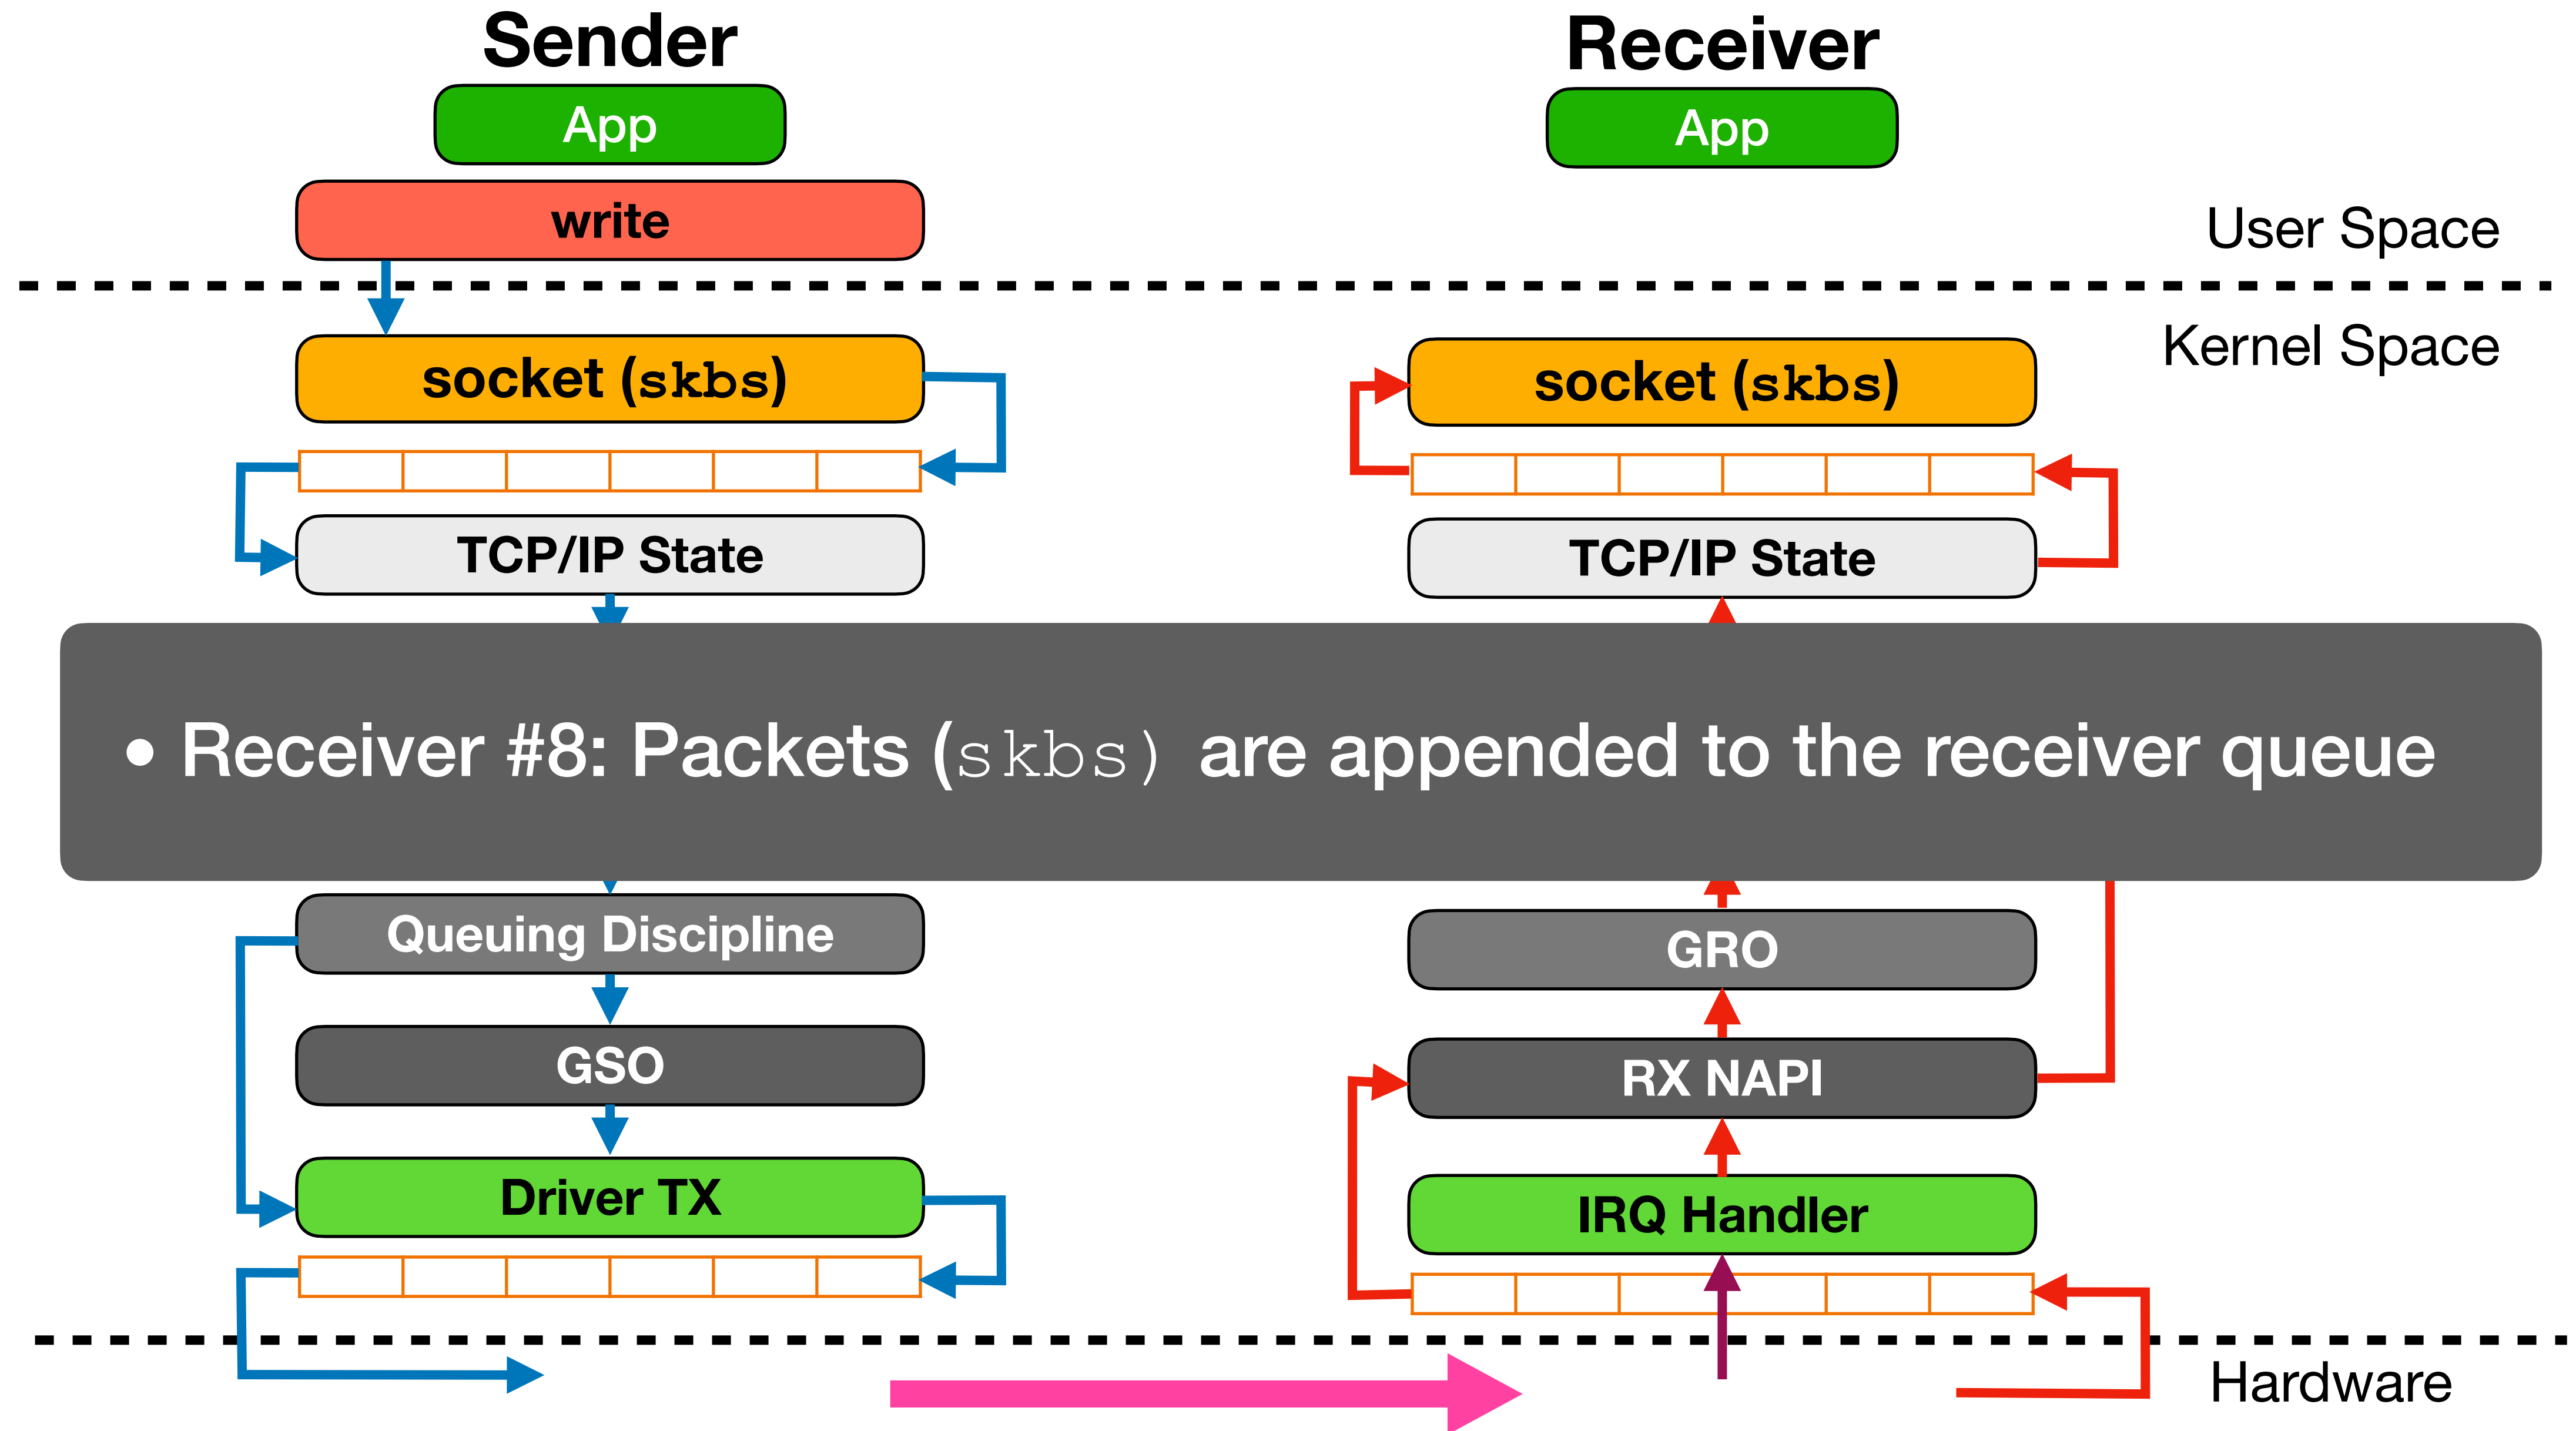 Sender
Receiver
App
App
write
User Space
Kernel Space
socket (skbs)
socket (skbs)
TCP/IP State
TCP/IP State
• Receiver #8: Packets (skbs) are appended to the receiver queue
Queuing Discipline
GRO
GSO
RX NAPI
Driver TX
IRQ Handler
Hardware